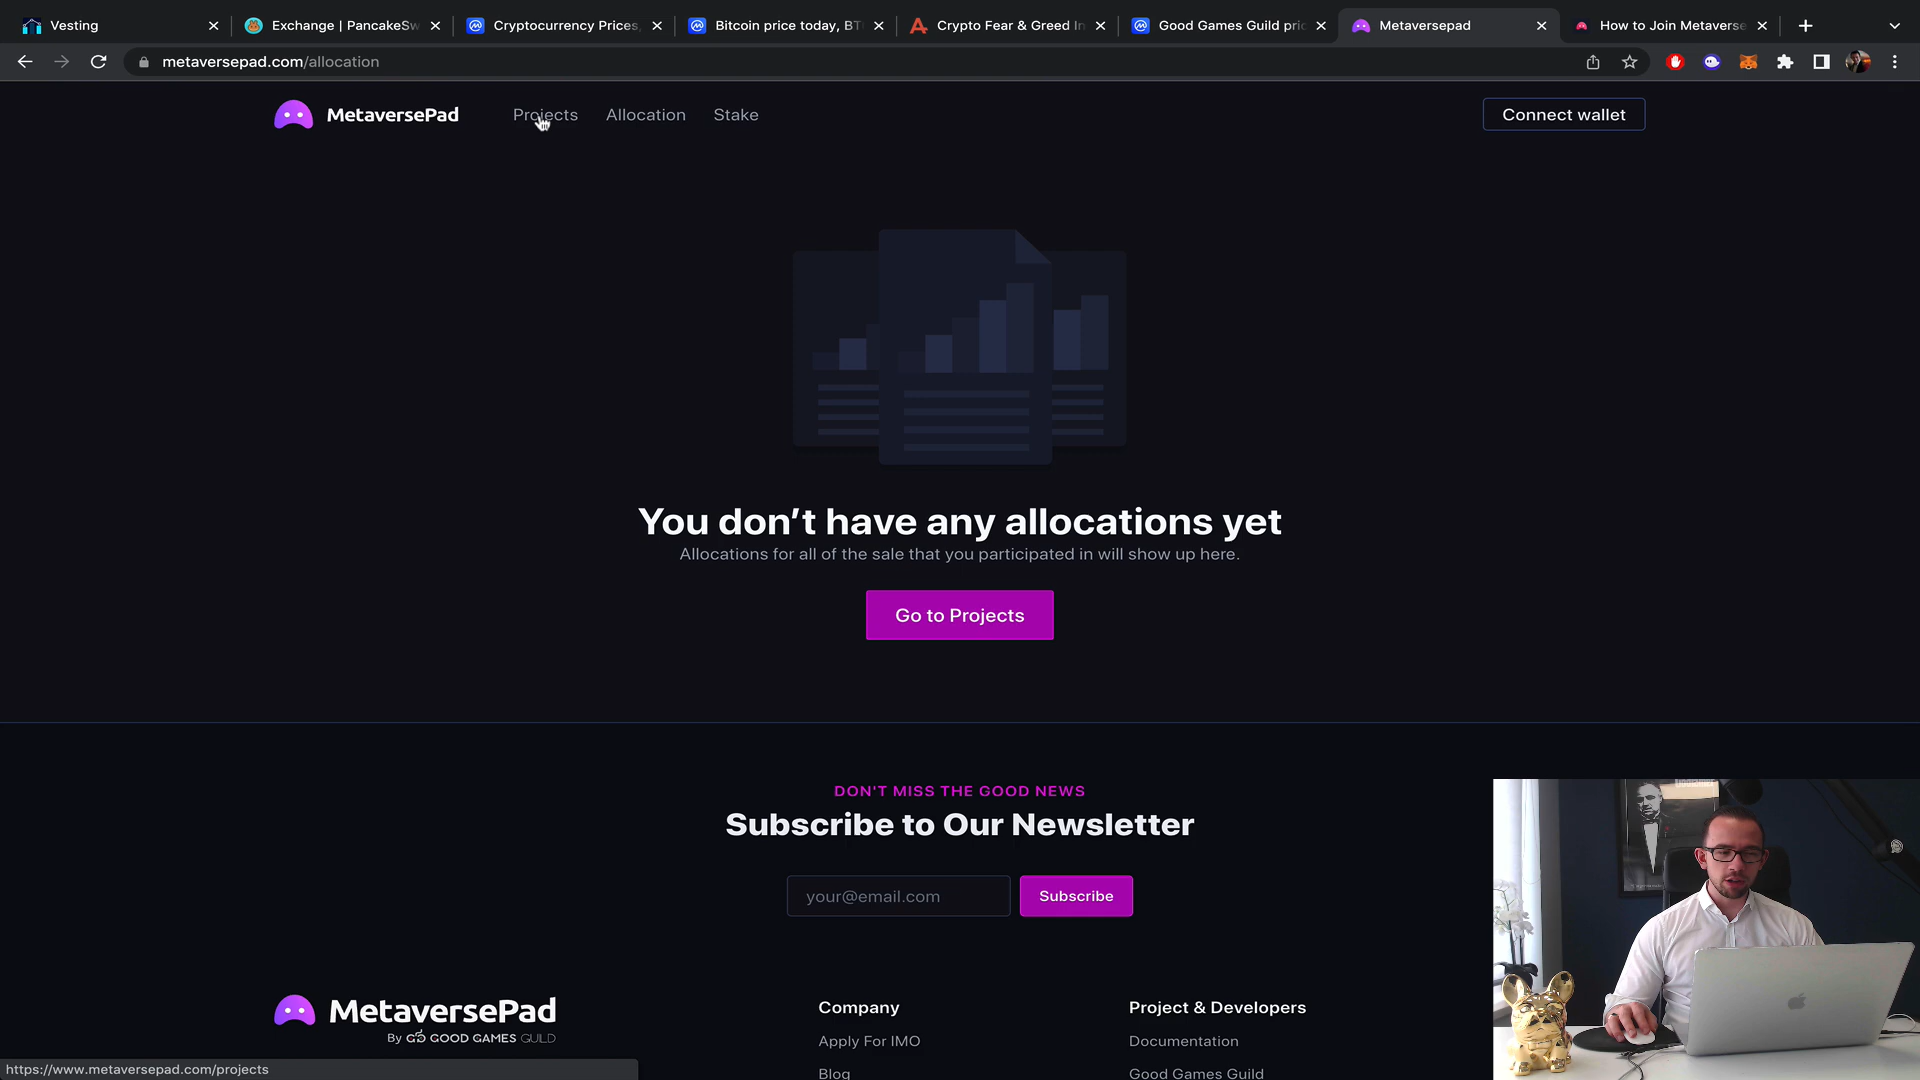 Vesting
Exchange | PancakeSw
Cryptocurrency Prices,
Bitcoin price today, BT
Crypto Fear & Greed In
Good Games Guild pric
Metaversepad
How to Join Metaverse
metaversepad.com/allocation
MetaversePad
Projects
Allocation
Stake
Connect wallet
You don't have any allocations yet
Allocations for all of the sale that you participated in will show up here.
Go to Projects
DON'T MISS THE GOOD NEWS
Subscribe to Our Newsletter
your@email.com
Subscribe
MetaversePad
By GG GOOD GAMES GUILD
Company
Apply For IMO
Blog
Project & Developers
Documentation
Good Games Guild
https://www.metaversepad.com/projects